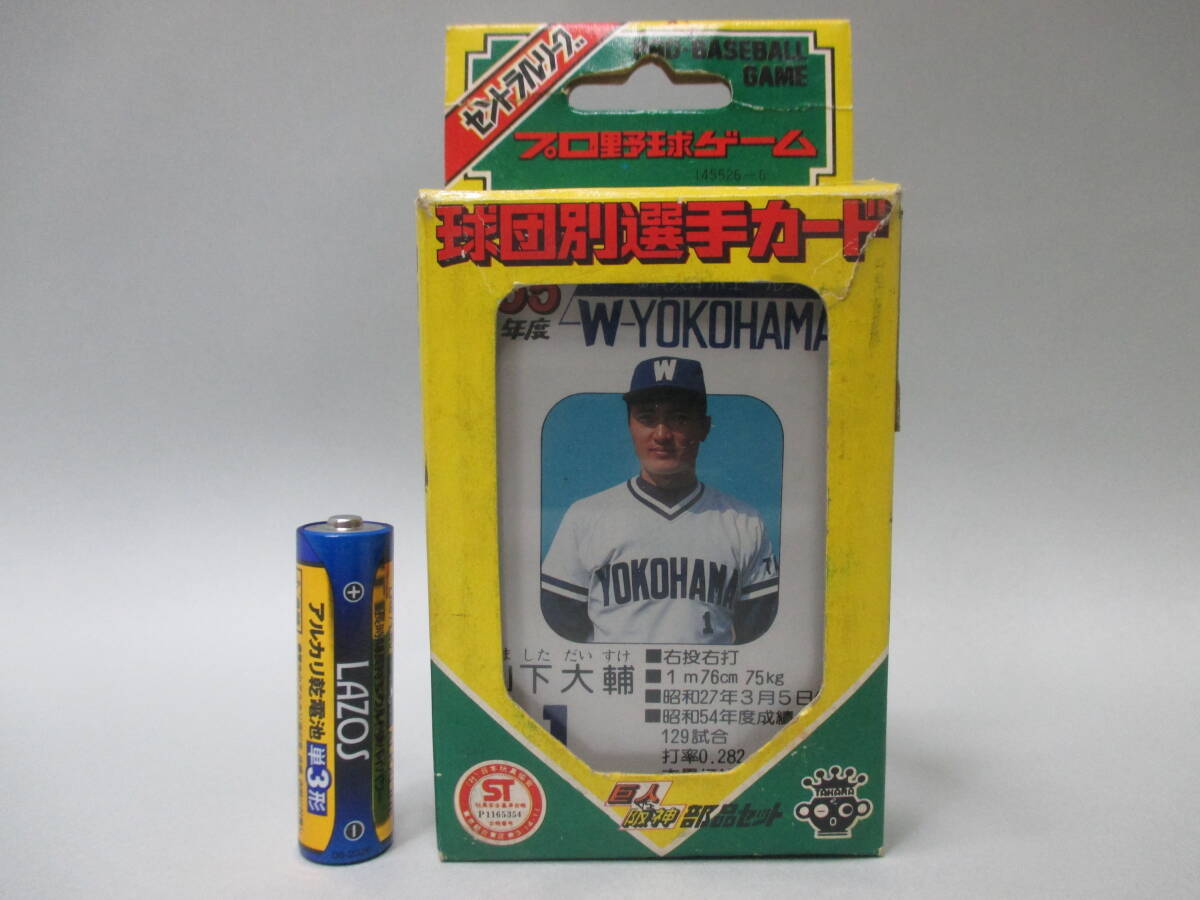 セントラルリーグ
PRO-BASEBALL
GAME
プロ野球ゲーム
145526-6
球団別選手カード
55
年度
W-YOKOHAMA
W
YOKOHAMA
1
ました だい すけ
下大輔
■右投右打
■1m76cm 75kg
■昭和27年3月5日
■昭和54年度成績
129試合
打率0.282
1
ST
P1165354
巨人
vs
阪神
部品セット
TAKARA
LAZOS
アルカリ乾電池 単3形